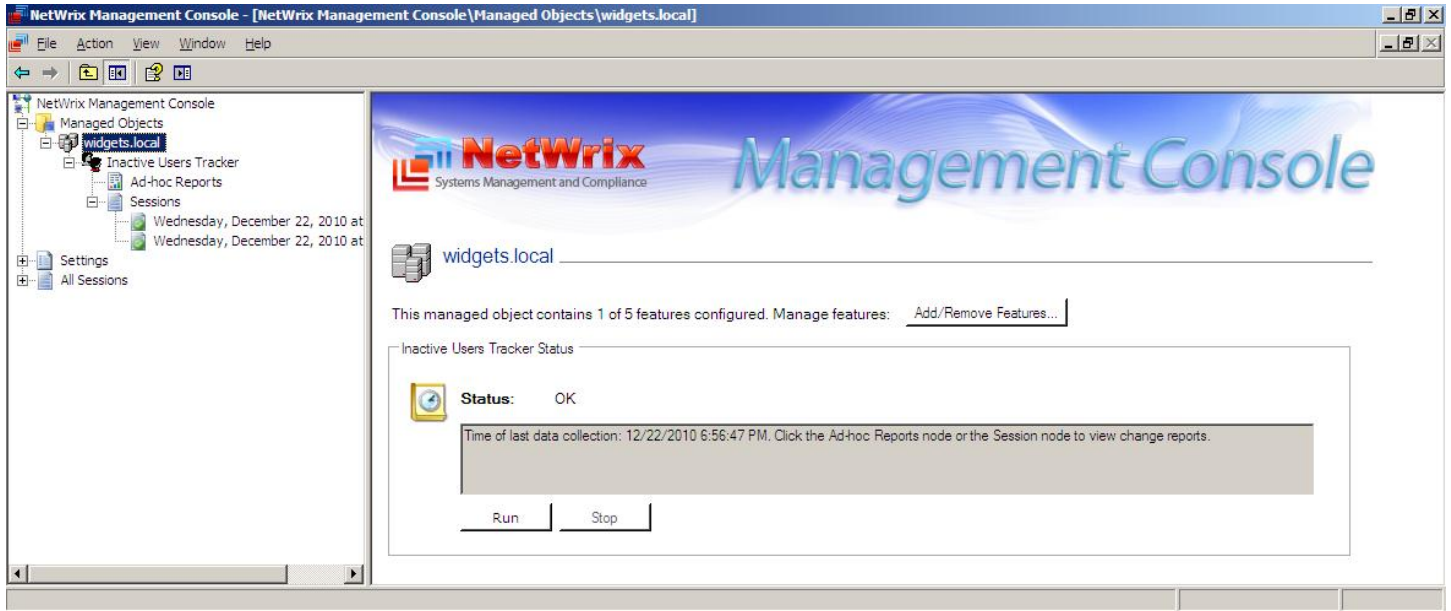 NetWrix Management Console - [NetWrix Management Console\Managed Objects\widgets.local]
File Action View Window Help
NetWrix Management Console
Managed Objects
widgets.local
Inactive Users Tracker
Ad-hoc Reports
Sessions
Wednesday, December 22, 2010 at
Wednesday, December 22, 2010 at
Settings
All Sessions
NetWrix
Systems Management and Compliance
Management Console
widgets.local
This managed object contains 1 of 5 features configured. Manage features: Add/Remove Features...
Inactive Users Tracker Status
Status: OK
Time of last data collection: 12/22/2010 6:56:47 PM. Click the Ad-hoc Reports node or the Session node to view change reports.
Run Stop